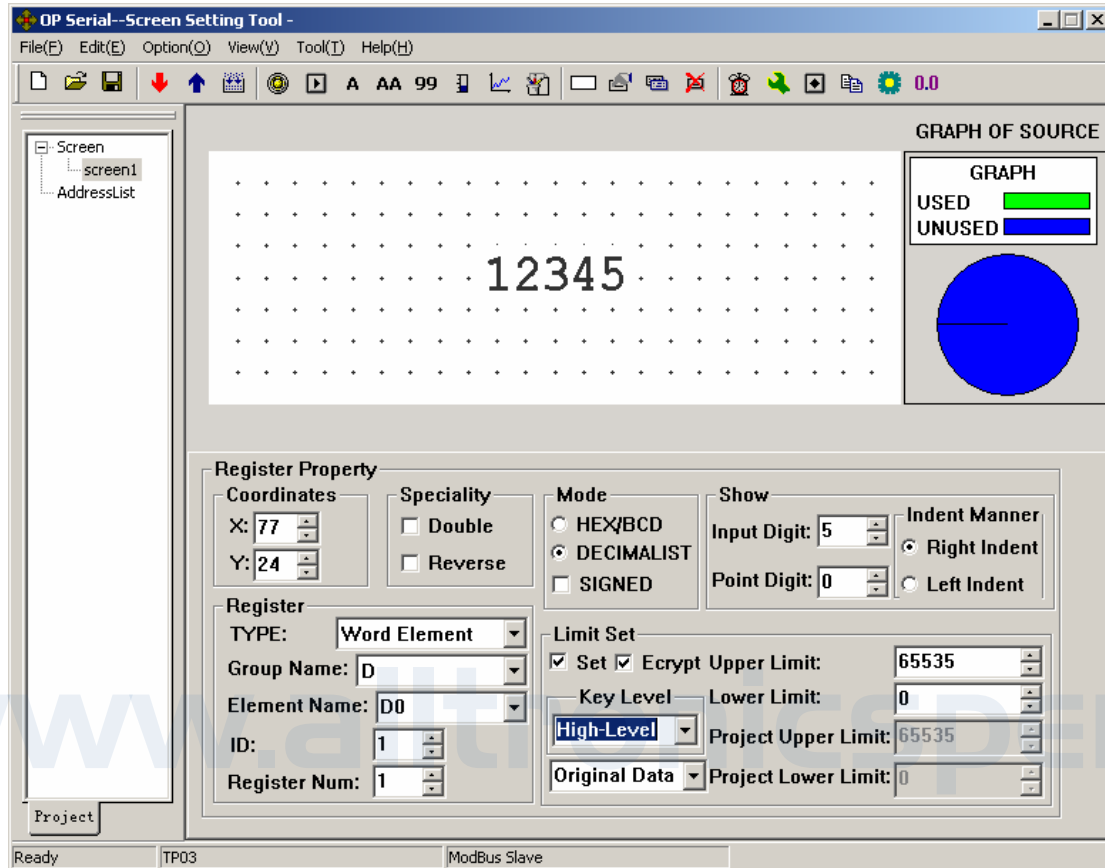 OP Serial--Screen Setting Tool -
File(F) Edit(E) Option(O) View(V) Tool(T) Help(H)
A AA 99 0.0
Screen
screen1
AddressList
Project
GRAPH OF SOURCE
GRAPH
USED
UNUSED
12345
Register Property
Coordinates
X: 77
Y: 24
Speciality
Double
Reverse
Mode
HEX/BCD
DECIMALIST
SIGNED
Show
Input Digit: 5
Point Digit: 0
Indent Manner
Right Indent
Left Indent
Register
TYPE: Word Element
Group Name: D
Element Name: D0
ID: 1
Register Num: 1
Limit Set
Set Ecrypt Upper Limit: 65535
Key Level Lower Limit: 0
High-Level Project Upper Limit: 65535
Original Data Project Lower Limit: 0
Ready TP03 ModBus Slave